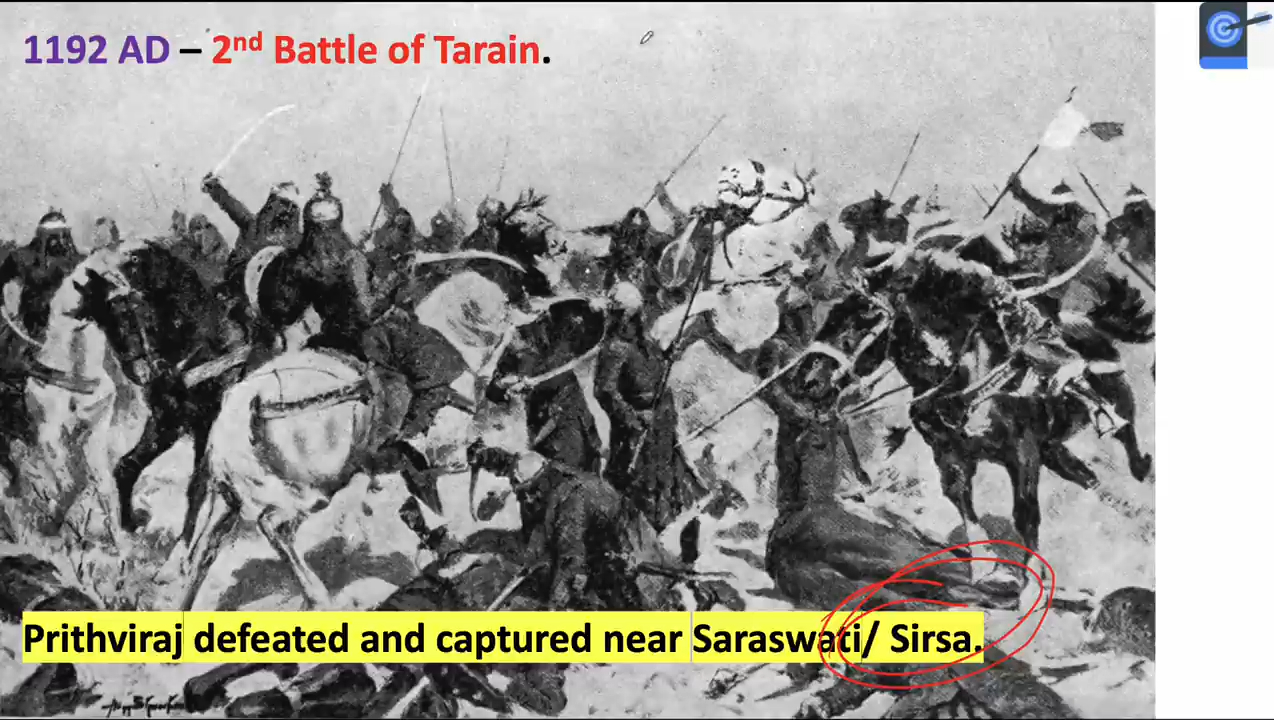 1192 AD – 2nd Battle of Tarain.
Prithviraj defeated and captured near Saraswati/ Sirsa.